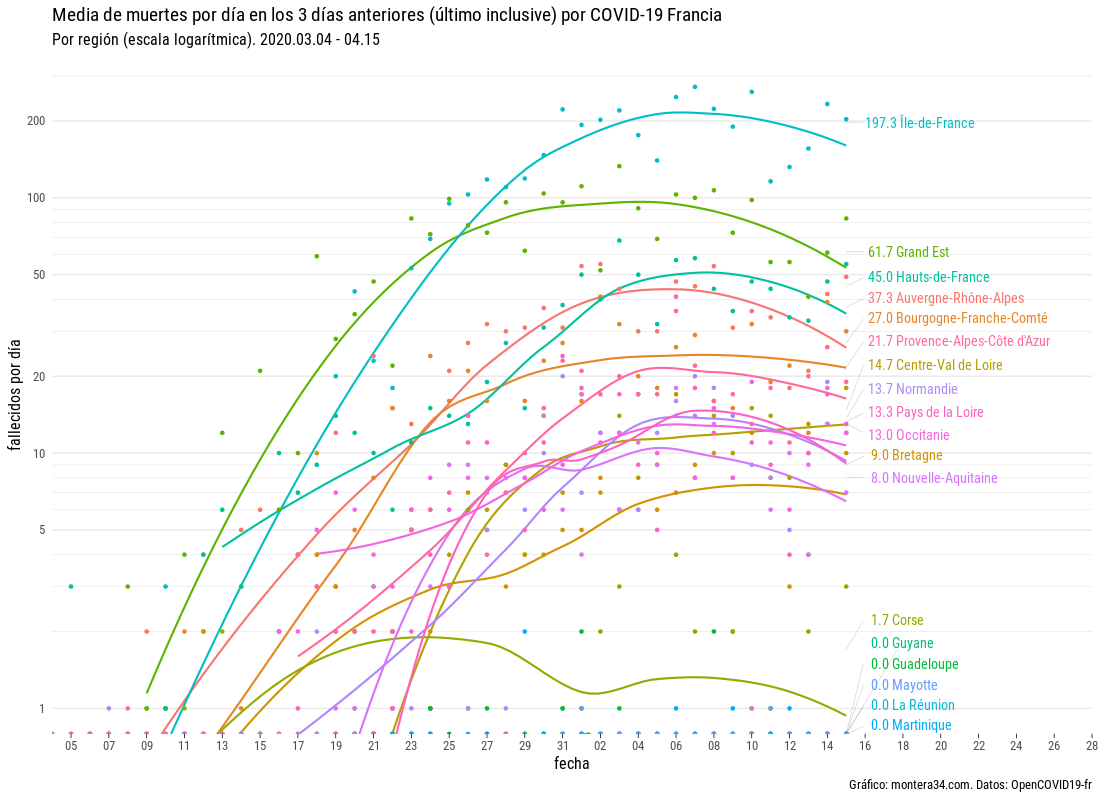 Media de muertes por día en los 3 días anteriores (último inclusive) por COVID-19 Francia
Por región (escala logarítmica). 2020.03.04 - 04.15
fallecidos por día
200
100
50
20
10
5
1
197.3 Île-de-France
61.7 Grand Est
45.0 Hauts-de-France
37.3 Auvergne-Rhône-Alpes
27.0 Bourgogne-Franche-Comté
21.7 Provence-Alpes-Côte d'Azur
14.7 Centre-Val de Loire
13.7 Normandie
13.3 Pays de la Loire
13.0 Occitanie
9.0 Bretagne
8.0 Nouvelle-Aquitaine
1.7 Corse
0.0 Guyane
0.0 Guadeloupe
0.0 Mayotte
0.0 La Réunion
0.0 Martinique
05 07 09 11 13 15 17 19 21 23 25 27 29 31 02 04 06 08 10 12 14 16 18 20 22 24 26 28
fecha
Gráfico: montera34.com. Datos: OpenCOVID19-fr